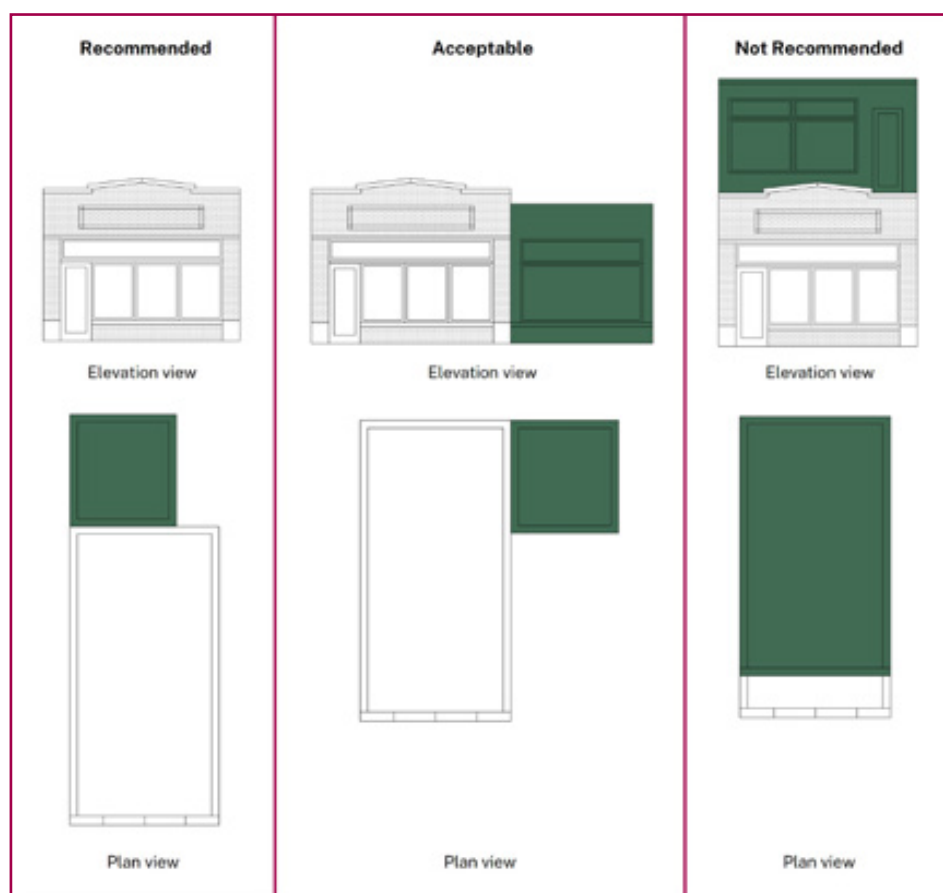 Recommended
Acceptable
Not Recommended
Elevation view
Elevation view
Elevation view
Plan view
Plan view
Plan view